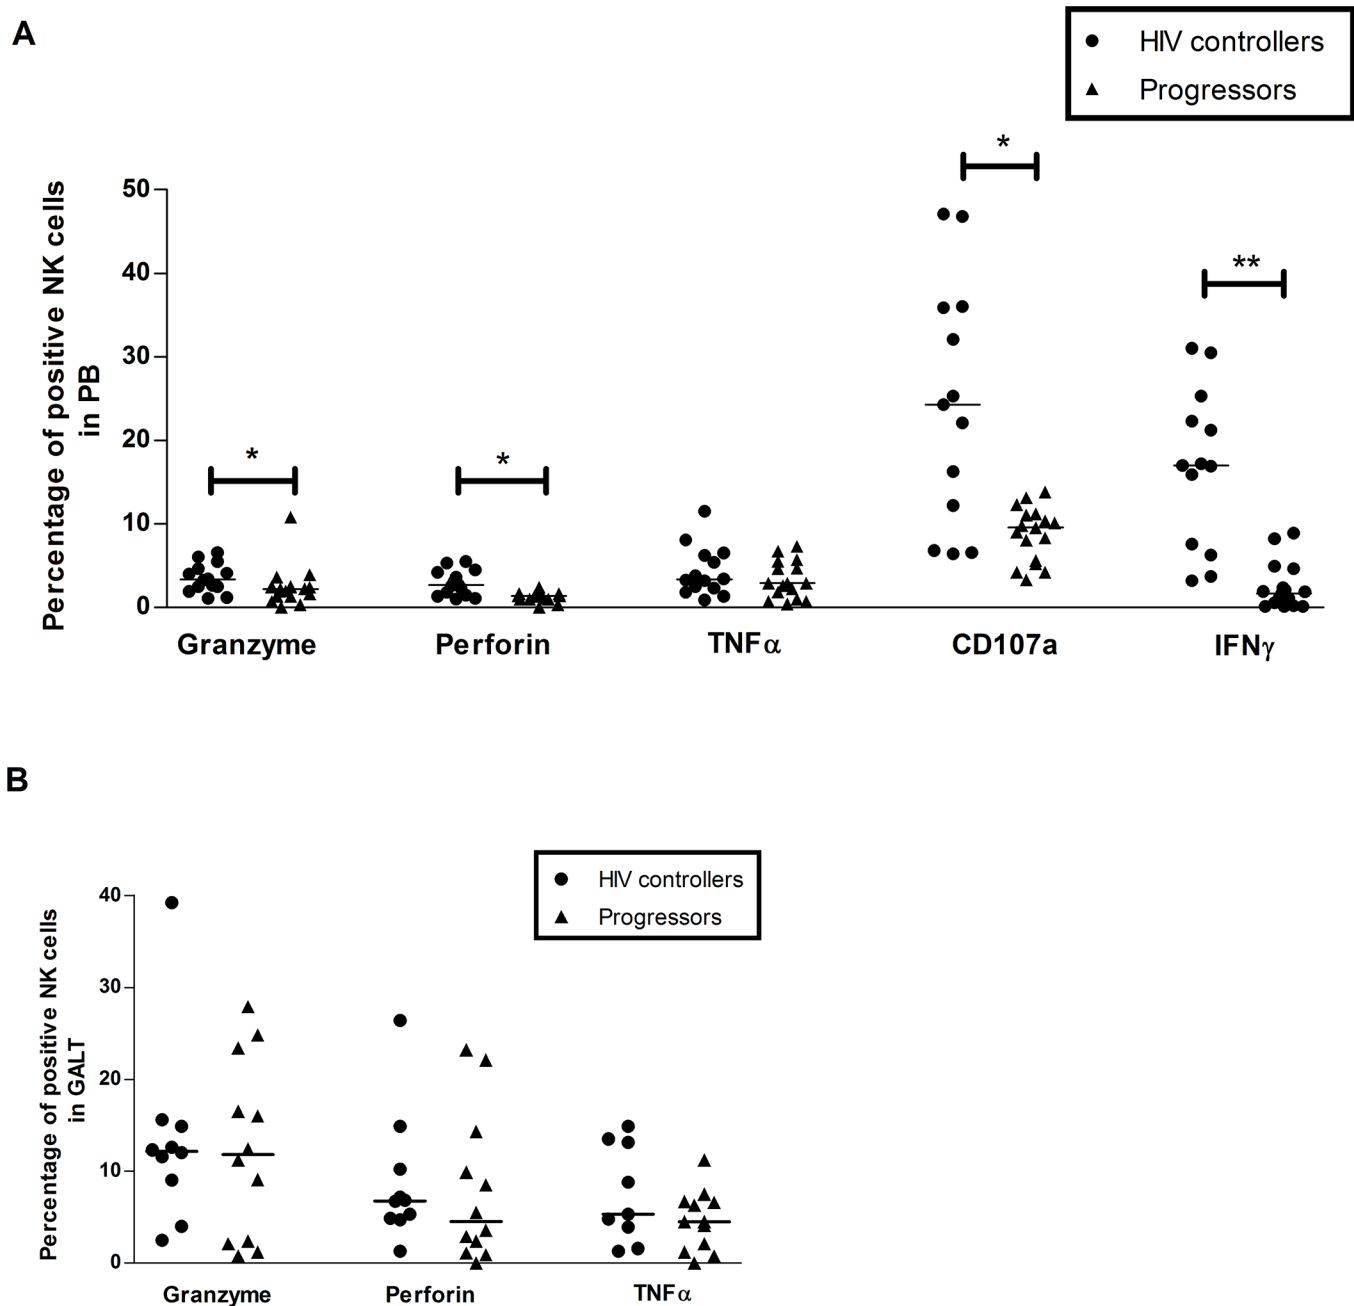 A
HIV controllers
Progressors
*
**
*
*
50
40
30
20
10
0
Percentage of positive NK cells
in PB
Granzyme
Perforin
TNFα
CD107a
IFNγ
B
HIV controllers
Progressors
40
30
20
10
0
Percentage of positive NK cells
in GALT
Granzyme
Perforin
TNFα